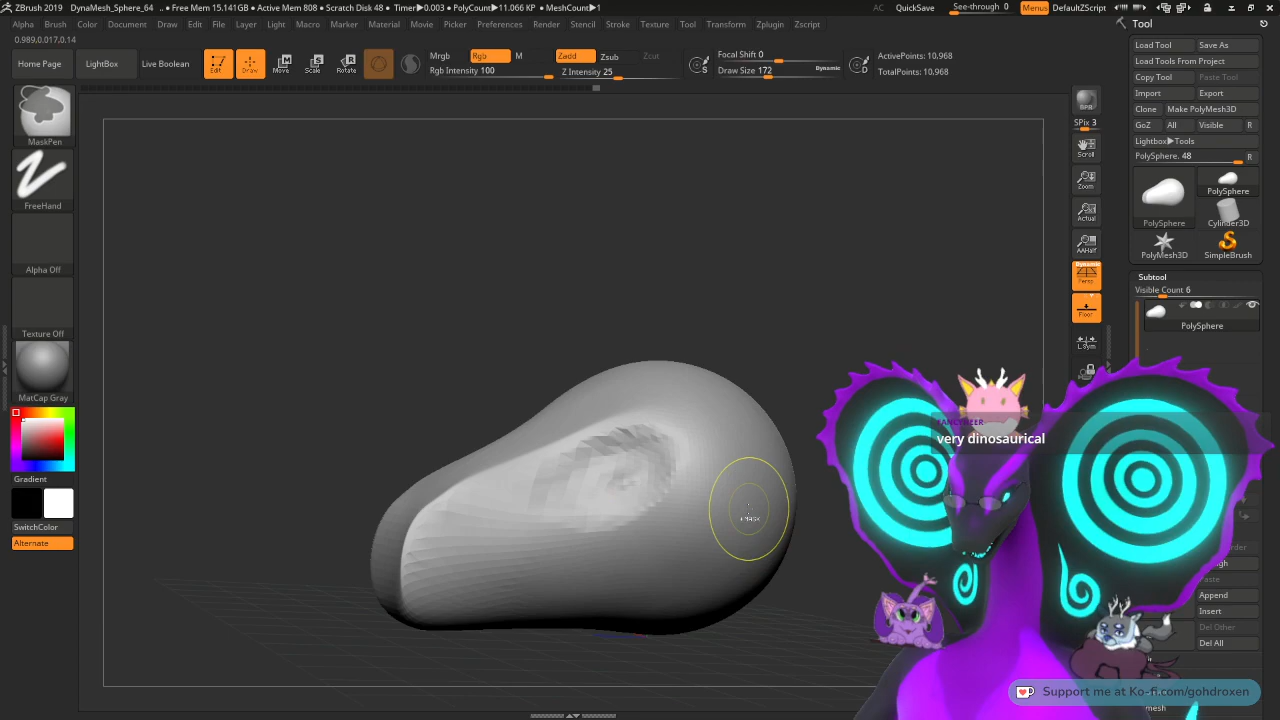 ZBrush 2019 DynaMesh_Sphere_64 .. • Free Mem 15.141GB • Active Mem 808 • Scratch Disk 48 • Timer▶0.003 • PolyCount▶11.066 KP • MeshCount▶1 AC QuickSave See-through 0 Menus DefaultZScript
Alpha Brush Color Document Draw Edit File Layer Light Macro Marker Material Movie Picker Preferences Render Stencil Stroke Texture Tool Transform Zplugin Zscript
0.989,0.017,0.14
Home Page LightBox Live Boolean Edit Draw Move Scale Rotate
Mrgb Rgb M Zadd Zsub Zcut
Rgb Intensity 100 Z Intensity 25
Focal Shift 0
Draw Size 172 Dynamic
ActivePoints: 10,968
TotalPoints: 10,968
MaskPen
FreeHand
Alpha Off
Texture Off
MatCap Gray
Gradient
SwitchColor
Alternate
+MASK
SPix 3
Scroll
Zoom
Actual
AAHalf
Dynamic
Persp
Floor
L.Sym
Tool
Load Tool Save As
Load Tools From Project
Copy Tool Paste Tool
Import Export
Clone Make PolyMesh3D
GoZ All Visible R
Lightbox▶Tools
PolySphere. 48 R
PolySphere
PolySphere Cylinder3D
PolyMesh3D SimpleBrush
Subtool
Visible Count 6
PolySphere
very dinosaurical
Append
Insert
Del Other
Del All
Support me at Ko-fi.com/gohdroxen